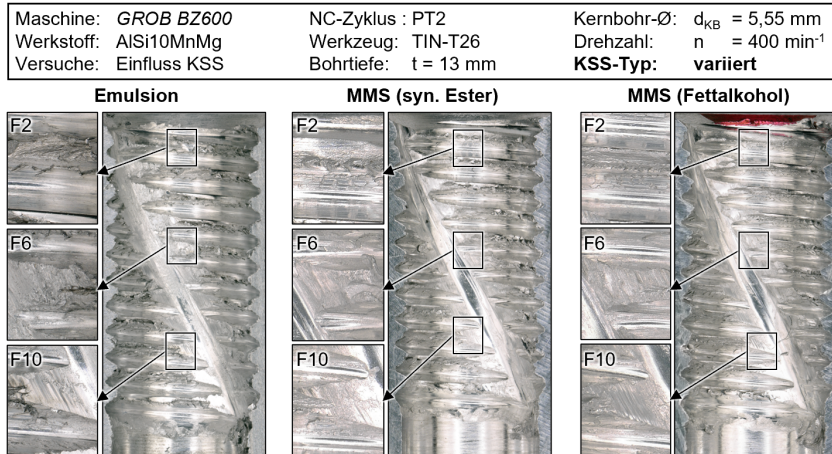 Maschine: GROB BZ600 NC-Zyklus : PT2 Kernbohr-Ø: dKB = 5,55 mm
Werkstoff: AlSi10MnMg Werkzeug: TIN-T26 Drehzahl: n = 400 min-1
Versuche: Einfluss KSS Bohrtiefe: t = 13 mm KSS-Typ: variiert
Emulsion MMS (syn. Ester) MMS (Fettalkohol)
F2 F2 F2
F6 F6 F6
F10 F10 F10